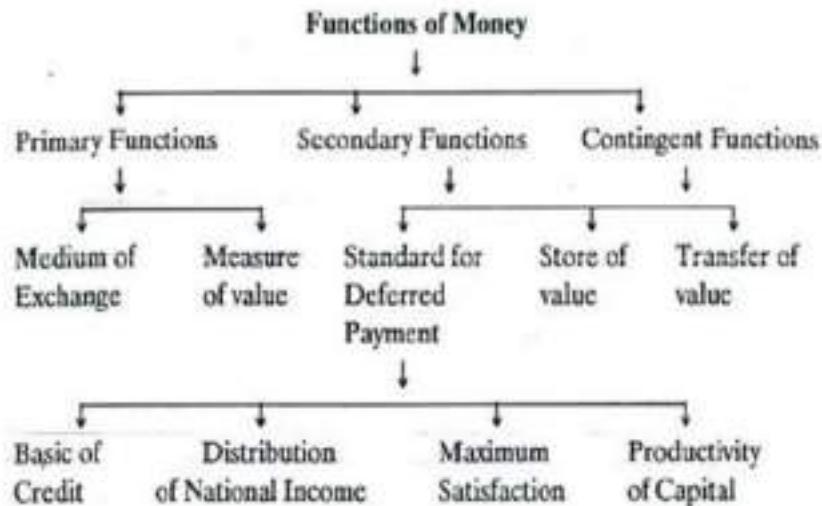 Functions of Money
Primary Functions
Secondary Functions
Contingent Functions
Medium of
Exchange
Measure
of value
Standard for
Deferred
Payment
Store of
value
Transfer of
value
Basic of
Credit
Distribution
of National Income
Maximum
Satisfaction
Productivity
of Capital